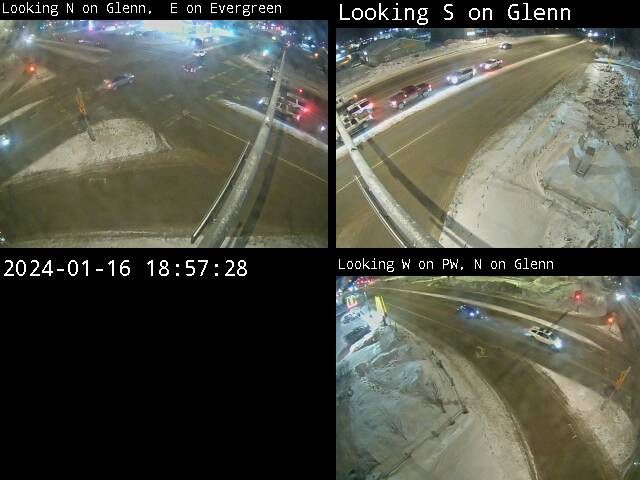 Looking N on Glenn,  E on Evergreen
Looking S on Glenn
2024-01-16 18:57:28
Looking W on PW, N on Glenn